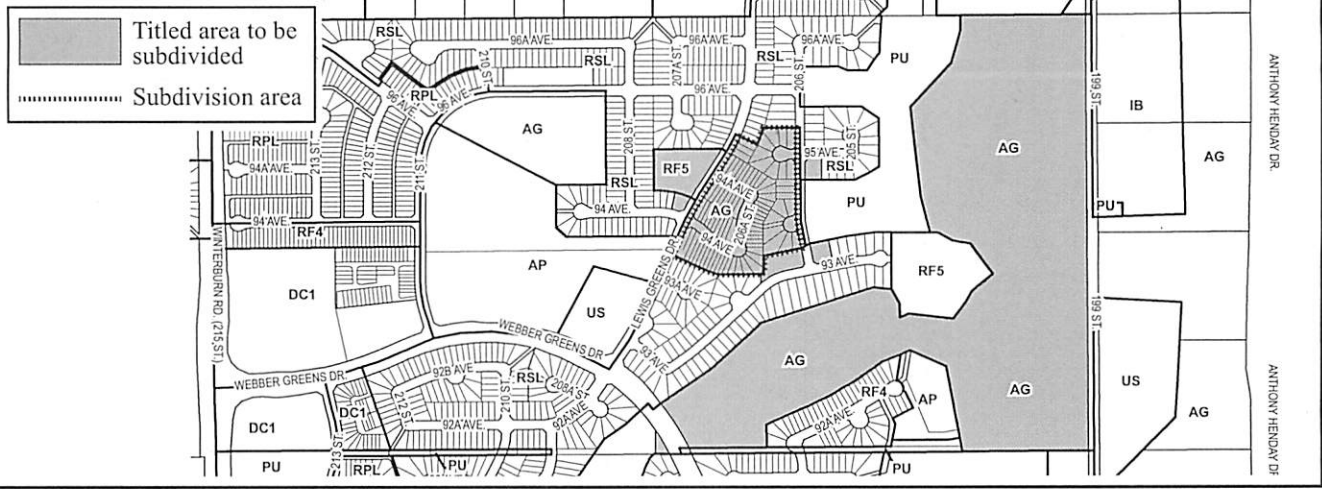 Titled area to be
subdivided
Subdivision area
RSL
96A AVE.
RSL
207A ST.
96A AVE.
RSL
206 ST.
96A AVE.
PU
210 ST.
96 AVE.
RPL
96 AVE.
96 AVE.
199 ST.
IB
ANTHONY HENDAY DR.
AG
208 ST.
AG
AG
RPL
94A AVE.
213 ST.
212 ST.
211 ST.
RF5
95 AVE.
205 ST.
RSL
RSL
94A AVE.
AG
206A ST.
PU
PU
94 AVE.
94 AVE.
94 AVE.
RF4
WINTERBURN RD. (215 ST.)
DC1
AP
LEWIS GREENS DR.
93A AVE
93 AVE.
RF5
US
199 ST.
WEBBER GREENS DR.
93 AVE.
AG
AG
US
AG
ANTHONY HENDAY DR
WEBBER GREENS DR.
92B AVE
RSL
208A ST.
RF4
AP
DC1
DC1
212 ST.
210 ST.
92A AVE.
92A AVE.
92A AVE.
213 ST.
PU
RPL
PU
PU